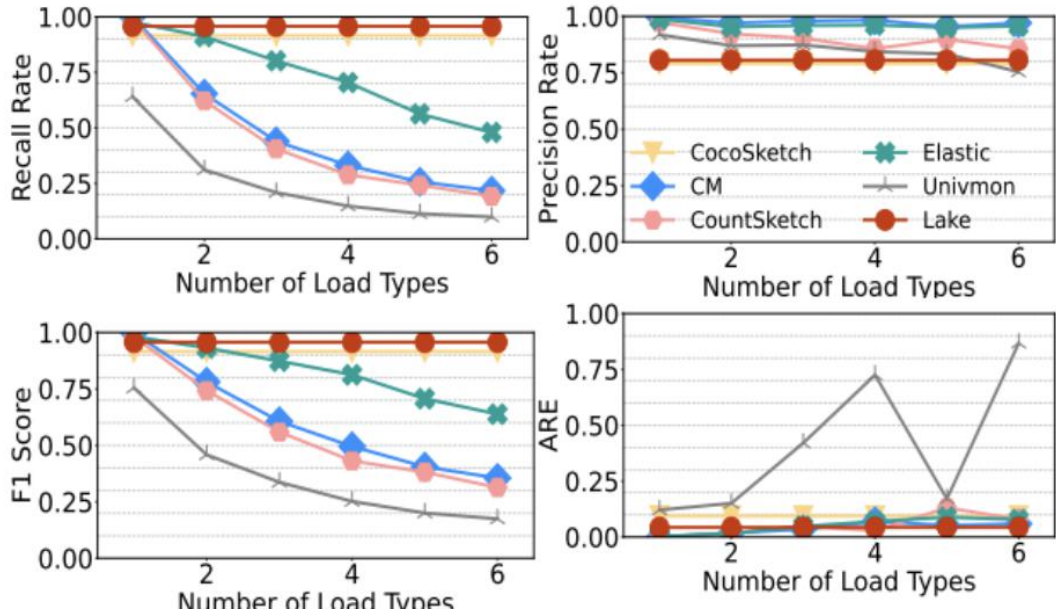 Recall Rate
1.00
0.75
0.50
0.25
0.00
2 4 6
Number of Load Types
Precision Rate
1.00
0.75
0.50
0.25
0.00
CocoSketch
CM
CountSketch
Elastic
Univmon
Lake
2 4 6
Number of Load Types
F1 Score
1.00
0.75
0.50
0.25
0.00
2 4 6
Number of Load Types
ARE
1.00
0.75
0.50
0.25
0.00
2 4 6
Number of Load Types